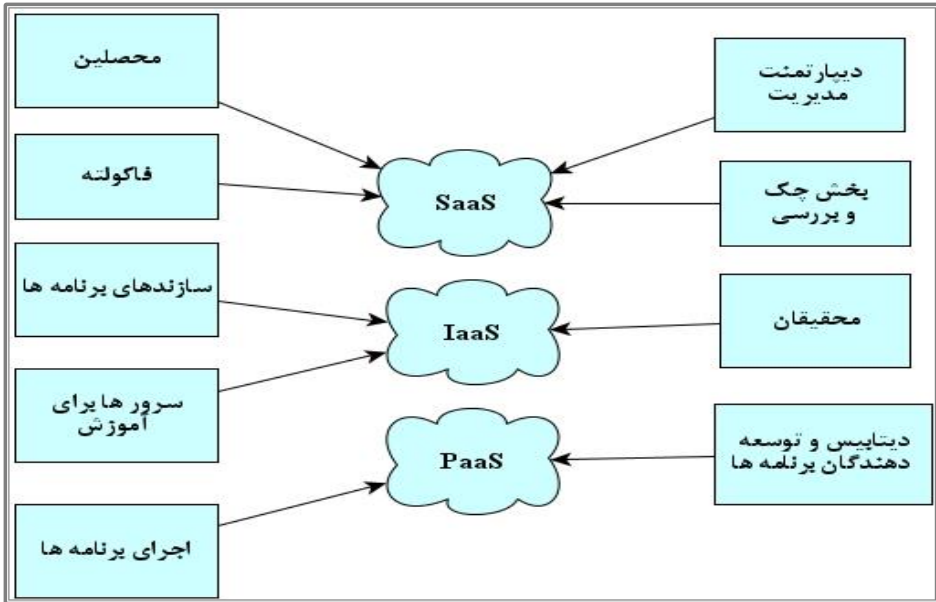 محصلین
دیپارتمنت
مدیریت
فاکولته
SaaS
بخش چک
و بررسی
سازندهای برنامه ها
IaaS
محقیقان
سرور ها برای
آموزش
PaaS
دیتابیس و توسعه
دهندگان برنامه ها
اجرای برنامه ها